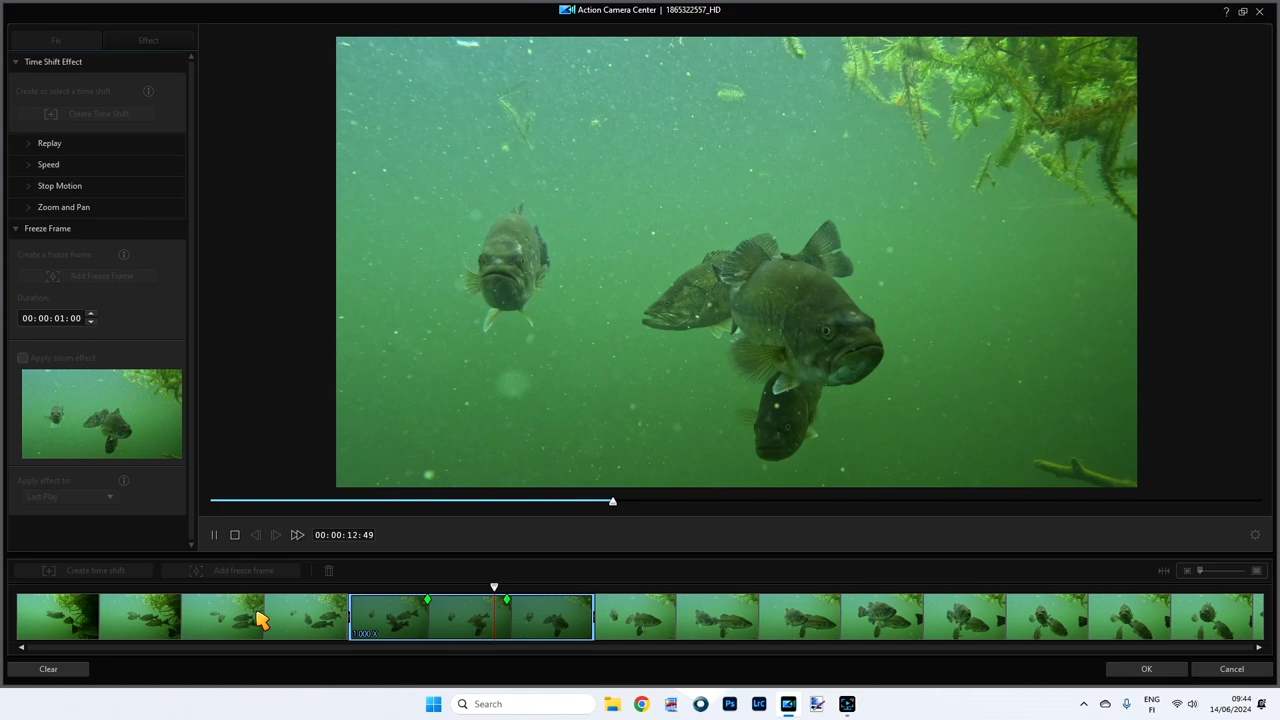 Action Camera Center | 1865322557_HD
?
Fix
Effect
Time Shift Effect
Create or select a time shift
Create Time Shift
Replay
Speed
Stop Motion
Zoom and Pan
Freeze Frame
Create a freeze frame
Add Freeze Frame
Duration:
00:00:01:00
Apply zoom effect
Apply effect to:
Last Play
00:00:12:49
Create time shift
Add freeze frame
1.000 X
Clear
OK
Cancel
Search
Ps
Lrc
ENG
FI
09:44
14/06/2024